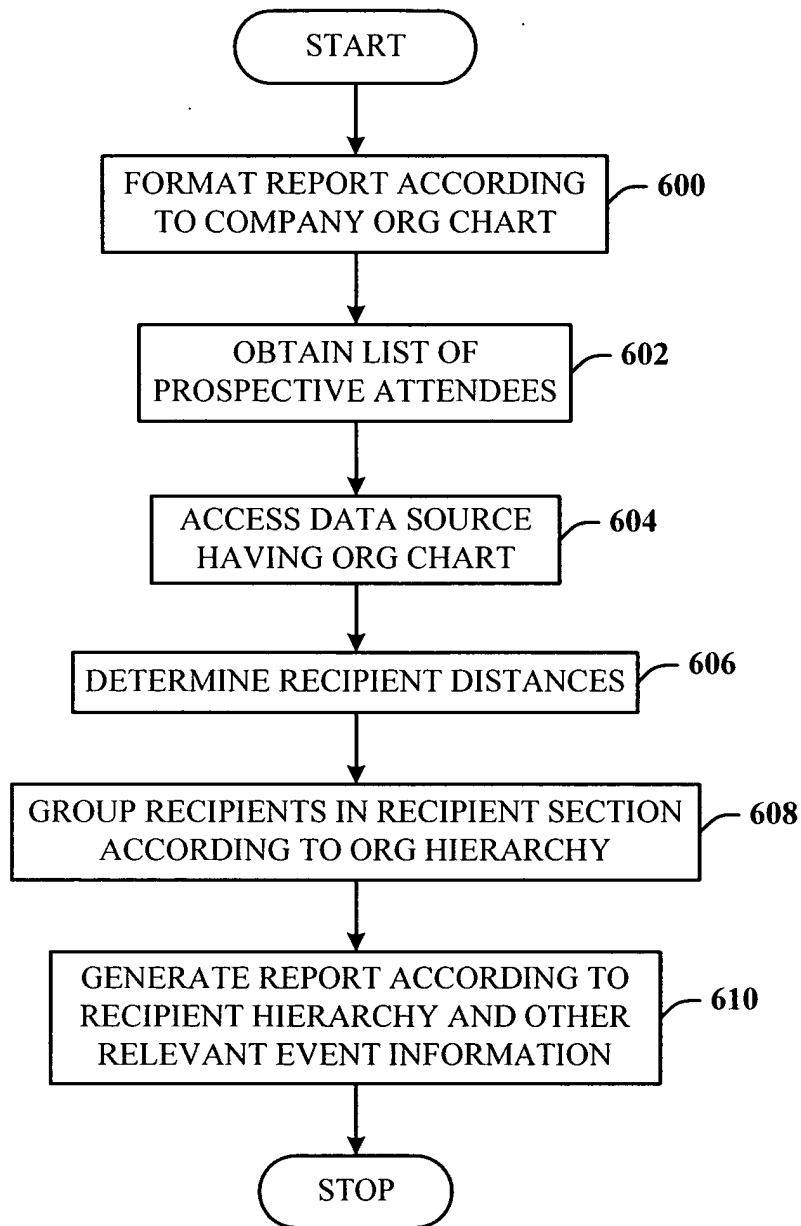 START
FORMAT REPORT ACCORDING
TO COMPANY ORG CHART
600
OBTAIN LIST OF
PROSPECTIVE ATTENDEES
602
ACCESS DATA SOURCE
HAVING ORG CHART
604
DETERMINE RECIPIENT DISTANCES
606
GROUP RECIPIENTS IN RECIPIENT SECTION
ACCORDING TO ORG HIERARCHY
608
GENERATE REPORT ACCORDING TO
RECIPIENT HIERARCHY AND OTHER
RELEVANT EVENT INFORMATION
610
STOP